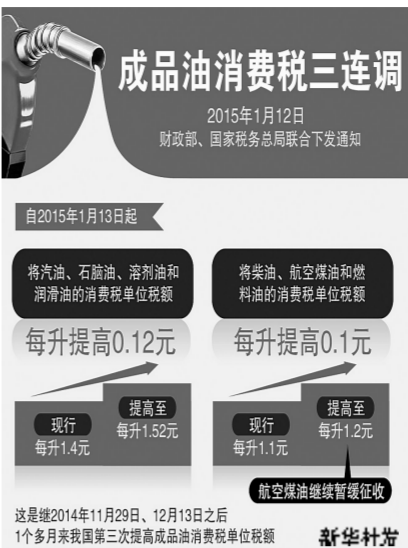 成品油消费税三连调
2015年1月12日
财政部、国家税务总局联合下发通知
自2015年1月13日起
将汽油、石脑油、溶剂油和
润滑油的消费税单位税额
每升提高0.12元
现行
每升1.4元
提高至
每升1.52元
将柴油、航空煤油和燃
料油的消费税单位税额
每升提高0.1元
现行
每升1.1元
提高至
每升1.2元
航空煤油继续暂缓征收
这是继2014年11月29日、12月13日之后
1个多月来我国第三次提高成品油消费税单位税额
新华社发